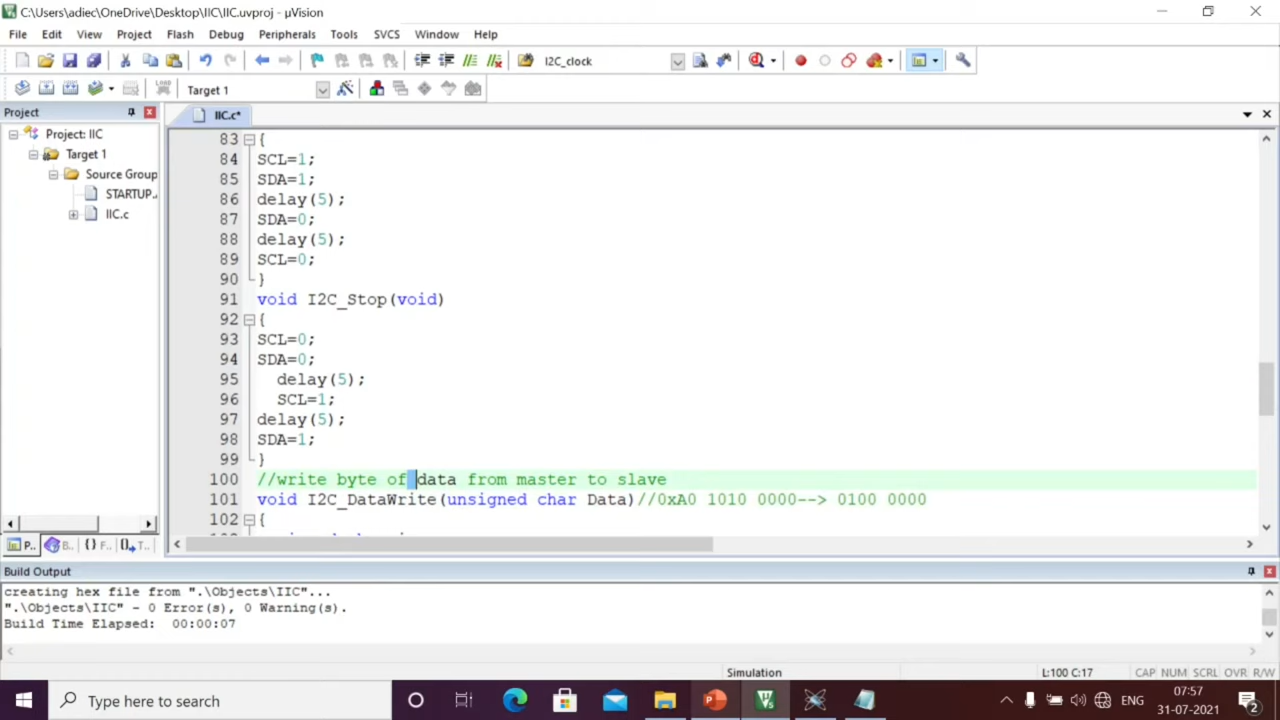 C:\Users\adiec\OneDrive\Desktop\IIC\IIC.uvproj - µVision
File Edit View Project Flash Debug Peripherals Tools SVCS Window Help
I2C_clock
LOAD Target 1
Project
IIC.c*
Project: IIC
Target 1
Source Group
STARTUP.
IIC.c
83 {
84 SCL=1;
85 SDA=1;
86 delay(5);
87 SDA=0;
88 delay(5);
89 SCL=0;
90 }
91 void I2C_Stop(void)
92 {
93 SCL=0;
94 SDA=0;
95 delay(5);
96 SCL=1;
97 delay(5);
98 SDA=1;
99 }
100 //write byte of data from master to slave
101 void I2C_DataWrite(unsigned char Data)//0xA0 1010 0000--> 0100 0000
102 {
P.. B.. {} F.. T..
Build Output
creating hex file from ".\Objects\IIC"...
".\Objects\IIC" - 0 Error(s), 0 Warning(s).
Build Time Elapsed: 00:00:07
Simulation L:100 C:17 CAP NUM SCRL OVR R/W
Type here to search
ENG
07:57
31-07-2021
2